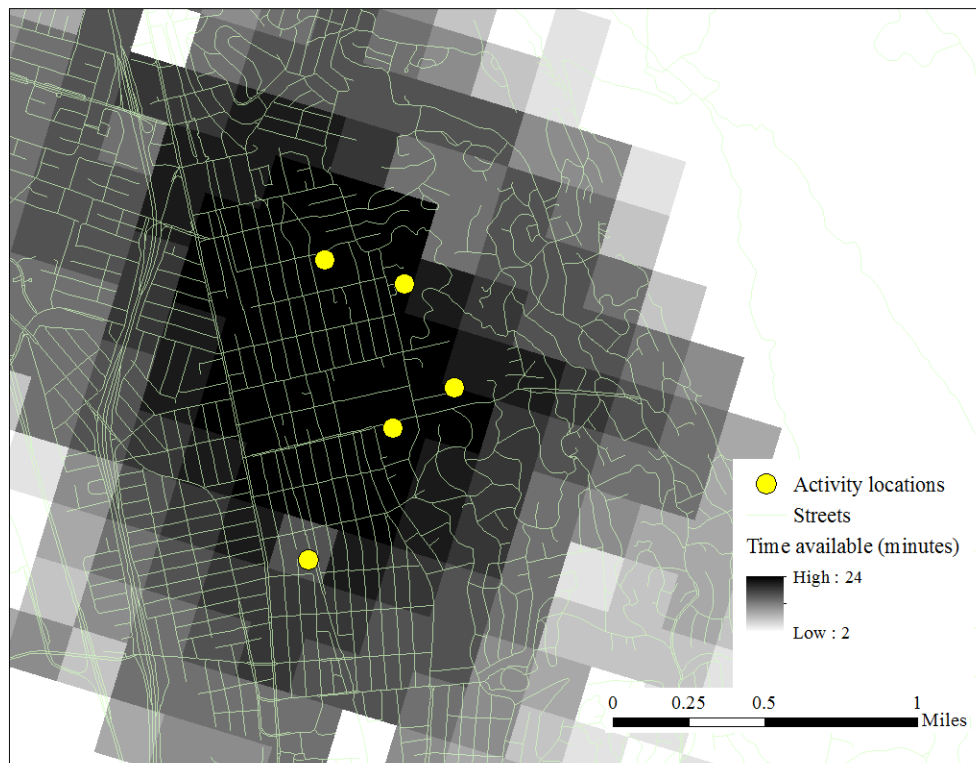 Activity locations
Streets
Time available (minutes)
High : 24
Low : 2
0 0.25 0.5 1
Miles